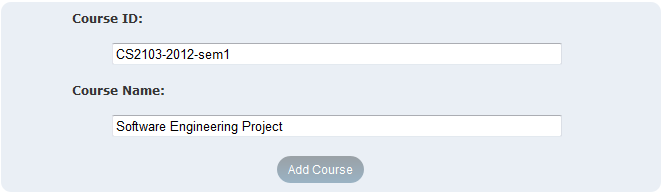 Course ID:
CS2103-2012-sem1
Course Name:
Software Engineering Project
Add Course